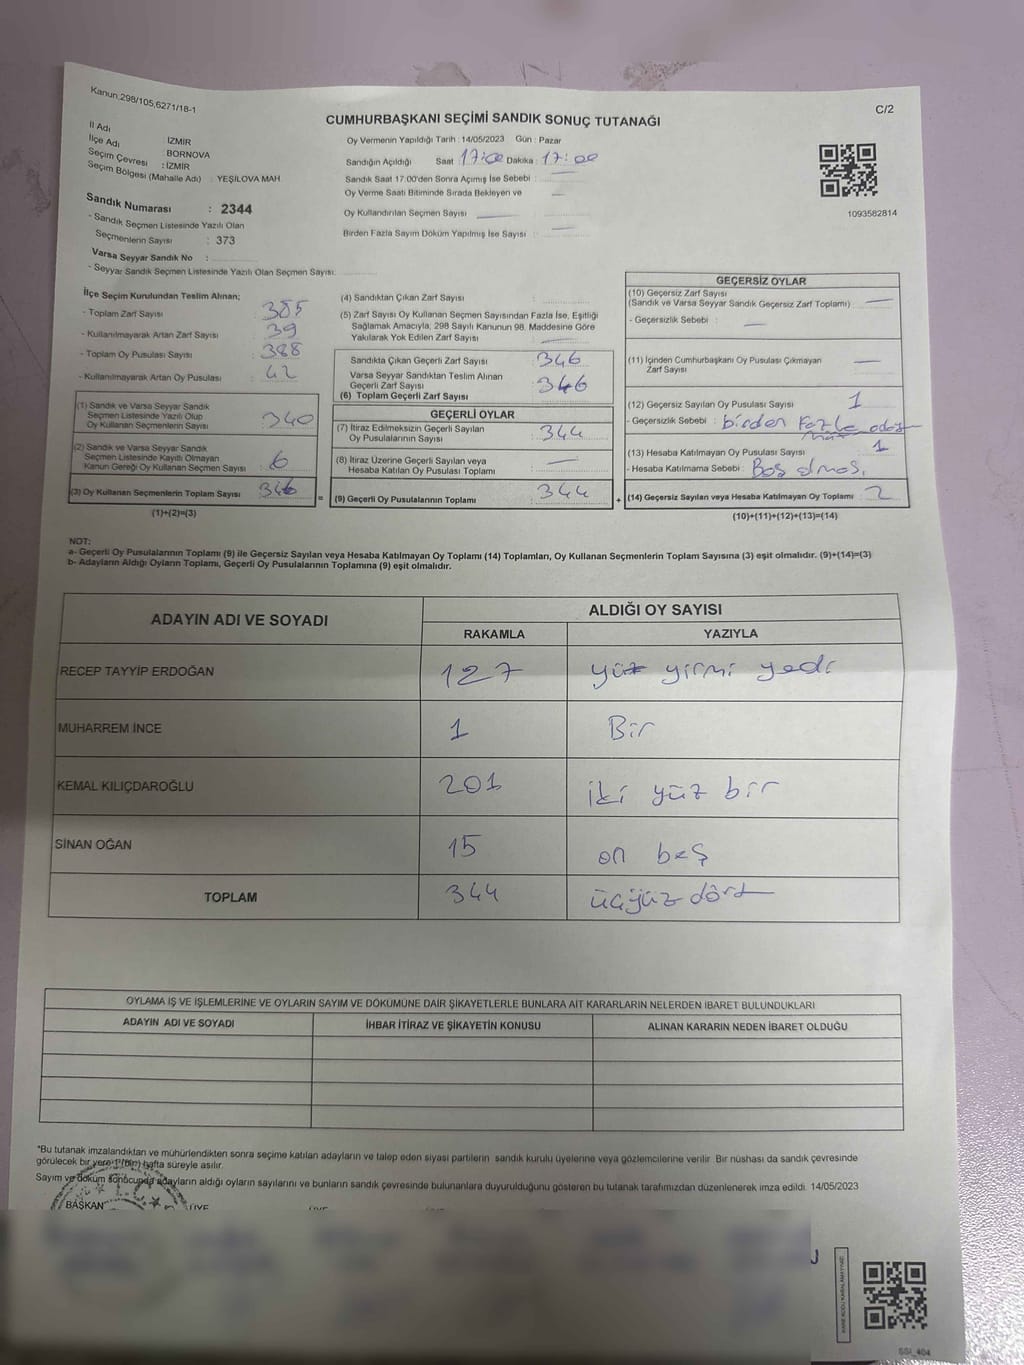 Kanun;298/105,6271/18-1
C/2
CUMHURBAŞKANI SEÇİMİ SANDIK SONUÇ TUTANAĞI
İl Adı : İZMİR
İlçe Adı : BORNOVA
Seçim Çevresi : İZMİR
Seçim Bölgesi (Mahalle Adı) : YEŞİLOVA MAH
Sandık Numarası : 2344
- Sandık Seçmen Listesinde Yazılı Olan
Seçmenlerin Sayısı : 373
Varsa Seyyar Sandık No :
- Seyyar Sandık Seçmen Listesinde Yazılı Olan Seçmen Sayısı:
Oy Vermenin Yapıldığı Tarih : 14/05/2023 Gün : Pazar
Sandığın Açıldığı Saat 17:00 Dakika : 17:00
Sandık Saat 17:00'den Sonra Açımış İse Sebebi :
Oy Verme Saati Bitiminde Sırada Bekleyen ve
Oy Kullandırılan Seçmen Sayısı
Birden Fazla Sayım Döküm Yapılmış İse Sayısı :
1093582814
İlçe Seçim Kurulundan Teslim Alınan;
- Toplam Zarf Sayısı : 385
- Kullanılmayarak Artan Zarf Sayısı : 39
- Toplam Oy Pusulası Sayısı : 388
- Kullanılmayarak Artan Oy Pusulası : 42
(1) Sandık ve Varsa Seyyar Sandık
Seçmen Listesinde Yazılı Olup
Oy Kullanan Seçmenlerin Sayısı : 340
(2) Sandık ve Varsa Seyyar Sandık
Seçmen Listesinde Kayıtlı Olmayan
Kanun Gereği Oy Kullanan Seçmen Sayısı : 6
(3) Oy Kullanan Seçmenlerin Toplam Sayısı : 346
(1)+(2)=(3)
(4) Sandıktan Çıkan Zarf Sayısı :
(5) Zarf Sayısı Oy Kullanan Seçmen Sayısından Fazla İse, Eşitliği
Sağlamak Amacıyla, 298 Sayılı Kanunun 98. Maddesine Göre
Yakılarak Yok Edilen Zarf Sayısı :
Sandıkta Çıkan Geçerli Zarf Sayısı : 346
Varsa Seyyar Sandıktan Teslim Alınan
Geçerli Zarf Sayısı
(6) Toplam Geçerli Zarf Sayısı : 346
GEÇERLİ OYLAR
(7) İtiraz Edilmeksizin Geçerli Sayılan
Oy Pusulalarının Sayısı : 344
(8) İtiraz Üzerine Geçerli Sayılan veya
Hesaba Katılan Oy Pusulası Toplamı :
= (9) Geçerli Oy Pusulalarının Toplamı : 344 +
GEÇERSİZ OYLAR
(10) Geçersiz Zarf Sayısı
(Sandık ve Varsa Seyyar Sandık Geçersiz Zarf Toplamı) :
- Geçersizlik Sebebi :
(11) İçinden Cumhurbaşkanı Oy Pusulası Çıkmayan
Zarf Sayısı
(12) Geçersiz Sayılan Oy Pusulası Sayısı : 1
- Geçersizlik Sebebi : birden Fazla aday
(13) Hesaba Katılmayan Oy Pusulası Sayısı : 1
- Hesaba Katılmama Sebebi : Boş olması
(14) Geçersiz Sayılan veya Hesaba Katılmayan Oy Toplamı : 2
(10)+(11)+(12)+(13)=(14)
NOT:
a- Geçerli Oy Pusulalarının Toplamı (9) ile Geçersiz Sayılan veya Hesaba Katılmayan Oy Toplamı (14) Toplamları, Oy Kullanan Seçmenlerin Toplam Sayısına (3) eşit olmalıdır. (9)+(14)=(3)
b- Adayların Aldığı Oyların Toplamı, Geçerli Oy Pusulalarının Toplamına (9) eşit olmalıdır.
ADAYIN ADI VE SOYADI
ALDIĞI OY SAYISI
RAKAMLA YAZIYLA
RECEP TAYYİP ERDOĞAN 127 yüz yirmi yedi
MUHARREM İNCE 1 Bir
KEMAL KILIÇDAROĞLU 201 iki yüz bir
SİNAN OĞAN 15 on beş
TOPLAM 344 üçyüz dört
OYLAMA İŞ VE İŞLEMLERİNE VE OYLARIN SAYIM VE DÖKÜMÜNE DAİR ŞİKAYETLERLE BUNLARA AİT KARARLARIN NELERDEN İBARET BULUNDUKLARI
ADAYIN ADI VE SOYADI İHBAR İTİRAZ VE ŞİKAYETİN KONUSU ALINAN KARARIN NEDEN İBARET OLDUĞU
*Bu tutanak imzalandıktan ve mühürlendikten sonra seçime katılan adayların ve talep eden siyasi partilerin sandık kurulu üyelerine veya gözlemcilerine verilir Bir nüshası da sandık çevresinde
görülecek bir yere 1 (bir) hafta süreyle asılır.
Sayım ve döküm sonucunda adayların aldığı oyların sayılarını ve bunların sandık çevresinde bulunanlara duyurulduğunu gösteren bu tutanak tarafımızdan düzenlenerek imza edildi. 14/05/2023
BAŞKAN ÜYE
SSİ_404